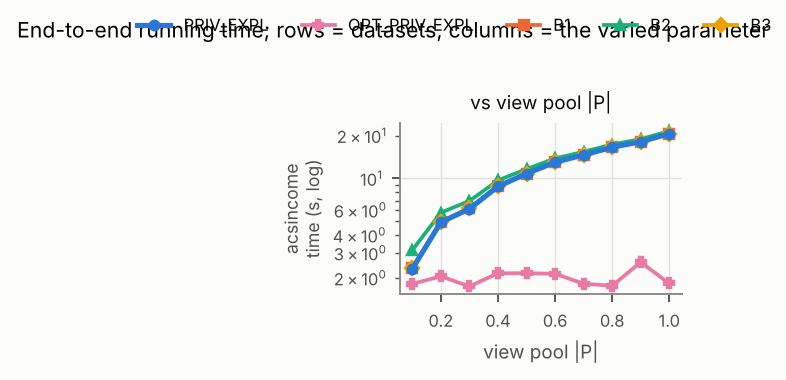 End-to-end running time; rows = datasets, columns = the varied parameter
PRIV-EXPL OPT-PRIV-EXPL B1 B2 B3
vs view pool |P|
acsincome
time (s, log)
2 × 10¹
10¹
6 × 10⁰
4 × 10⁰
3 × 10⁰
2 × 10⁰
0.2 0.4 0.6 0.8 1.0
view pool |P|